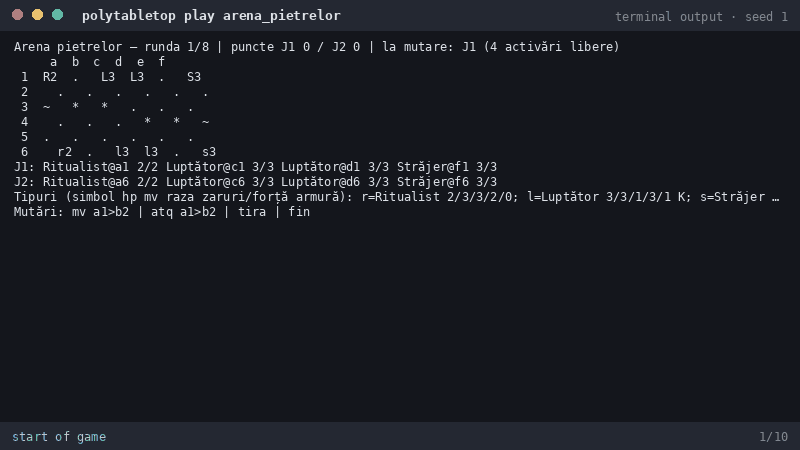 polytabletop play arena_pietrelor
terminal output · seed 1
Arena pietrelor — runda 1/8 | puncte J1 0 / J2 0 | la mutare: J1 (4 activări libere)
a  b  c  d  e  f
1  R2  .   L3  L3  .   S3
2    .   .   .   .   .   .
3  ~   *   *   .   .   .
4    .   .   .   *   *   ~
5  .   .   .   .   .   .
6    r2  .   l3  l3  .   s3
J1: Ritualist@a1 2/2 Luptător@c1 3/3 Luptător@d1 3/3 Străjer@f1 3/3
J2: Ritualist@a6 2/2 Luptător@c6 3/3 Luptător@d6 3/3 Străjer@f6 3/3
Tipuri (simbol hp mv raza zaruri/forță armură): r=Ritualist 2/3/3/2/0; l=Luptător 3/3/1/3/1 K; s=Străjer …
Mutări: mv a1>b2 | atq a1>b2 | tira | fin
start of game
1/10